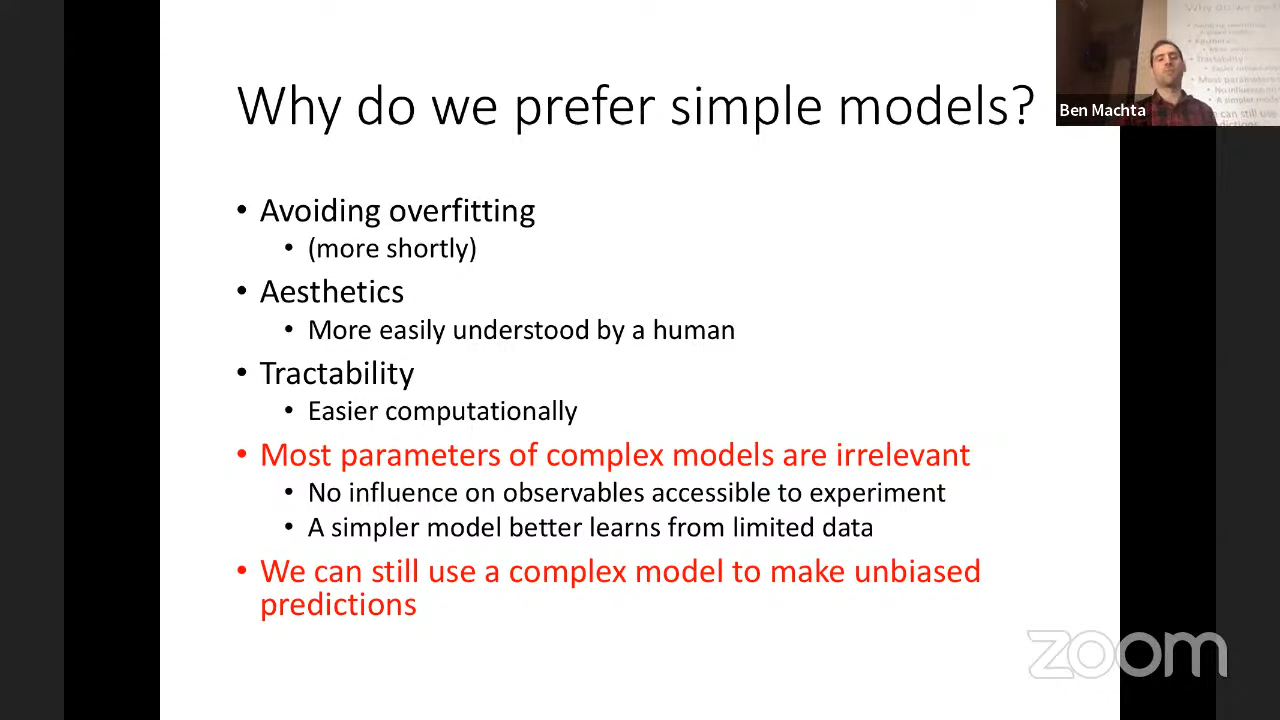 Why do we prefer simple models?
Ben Machta
• Avoiding overfitting
• (more shortly)
• Aesthetics
• More easily understood by a human
• Tractability
• Easier computationally
• Most parameters of complex models are irrelevant
• No influence on observables accessible to experiment
• A simpler model better learns from limited data
• We can still use a complex model to make unbiased
predictions
zoom